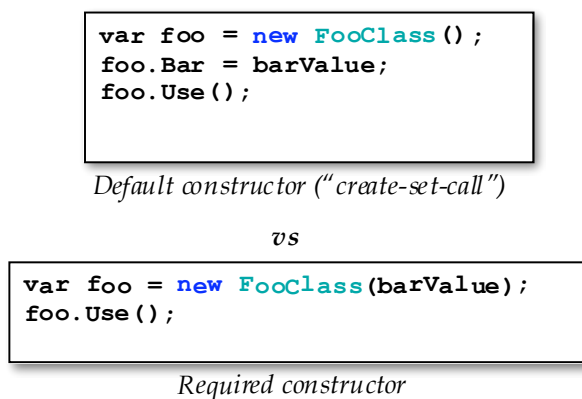 var foo = new FooClass();
foo.Bar = barValue;
foo.Use();
Default constructor (“create-set-call”)
vs
var foo = new FooClass(barValue);
foo.Use();
Required constructor